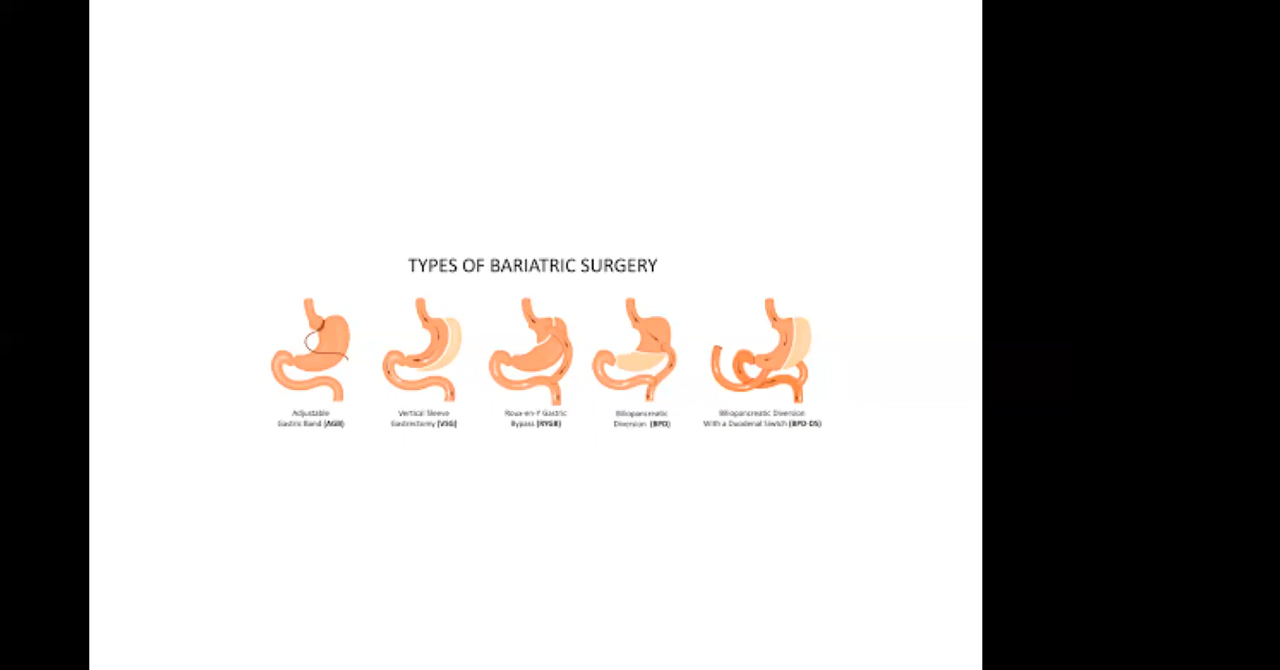 TYPES OF BARIATRIC SURGERY
Adjustable
Gastric Band (AGB)
Vertical Sleeve
Gastrectomy (VSG)
Roux-en-Y Gastric
Bypass (RYGB)
Biliopancreatic
Diversion (BPD)
Biliopancreatic Diversion
With a Duodenal Switch (BPD-DS)